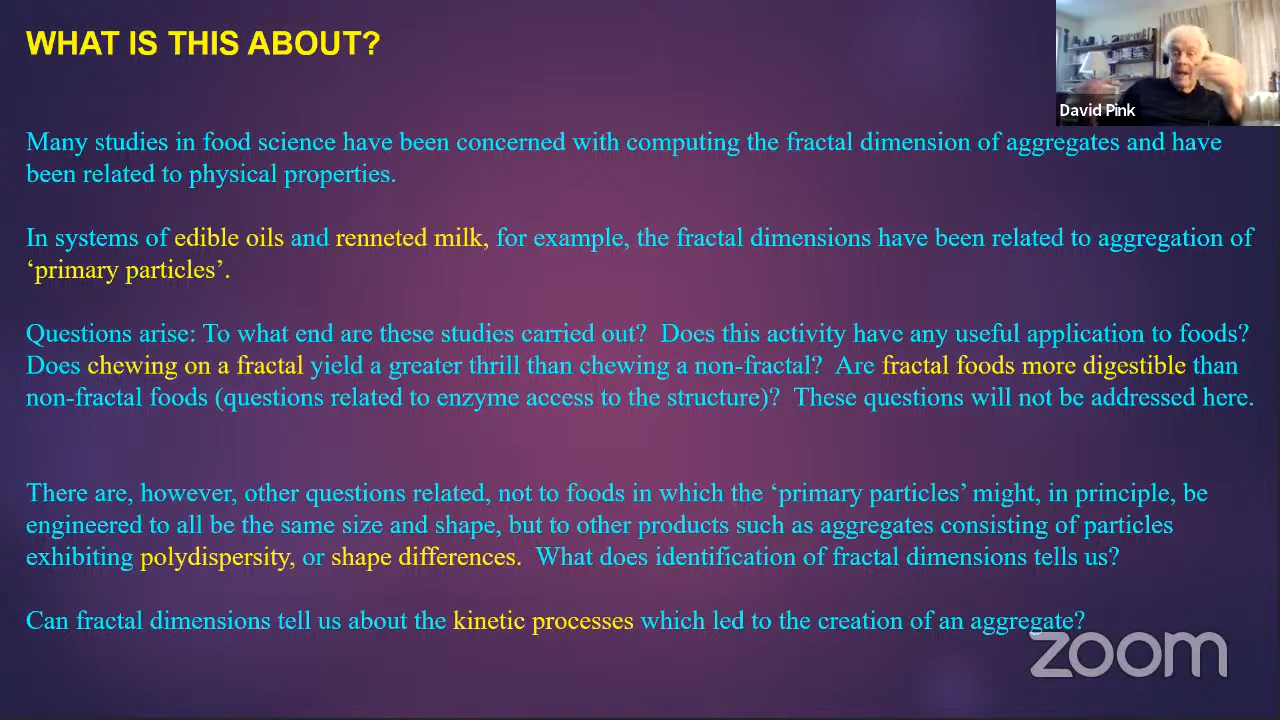 WHAT IS THIS ABOUT?
David Pink
Many studies in food science have been concerned with computing the fractal dimension of aggregates and have
been related to physical properties.
In systems of edible oils and renneted milk, for example, the fractal dimensions have been related to aggregation of
‘primary particles’.
Questions arise: To what end are these studies carried out? Does this activity have any useful application to foods?
Does chewing on a fractal yield a greater thrill than chewing a non-fractal? Are fractal foods more digestible than
non-fractal foods (questions related to enzyme access to the structure)? These questions will not be addressed here.
There are, however, other questions related, not to foods in which the ‘primary particles’ might, in principle, be
engineered to all be the same size and shape, but to other products such as aggregates consisting of particles
exhibiting polydispersity, or shape differences. What does identification of fractal dimensions tells us?
Can fractal dimensions tell us about the kinetic processes which led to the creation of an aggregate?
zoom